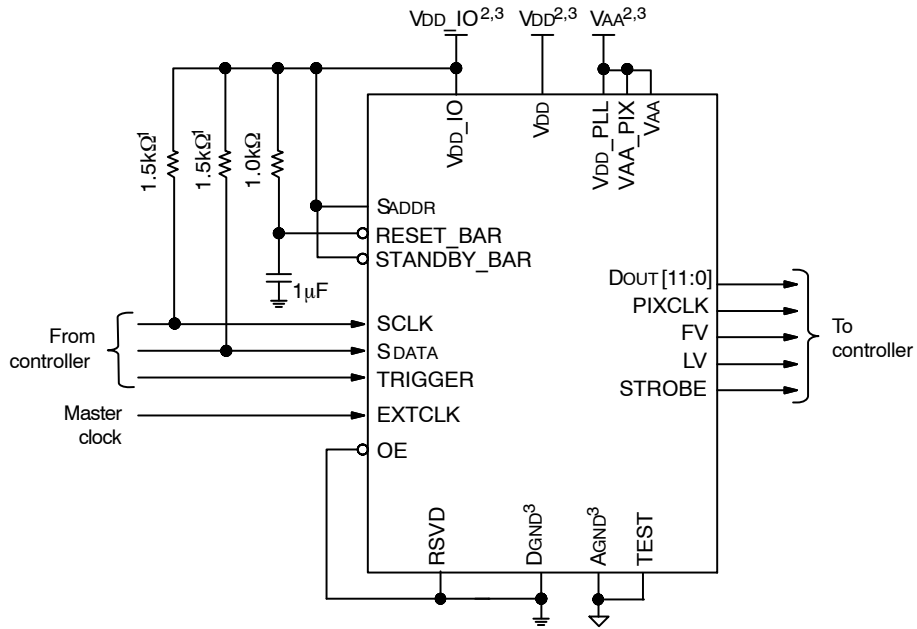 VDD_IO2,3 VDD2,3 VAA2,3
1.5kΩ1
1.5kΩ1
1.0kΩ
VDD_IO
VDD
VDD_PLL
VAA_PIX
VAA
SADDR
RESET_BAR
STANDBY_BAR
1μF
From
controller
SCLK
SDATA
TRIGGER
Master
clock
EXTCLK
OE
DOUT [11:0]
PIXCLK
FV
LV
STROBE
To
controller
RSVD
DGND3
AGND3
TEST